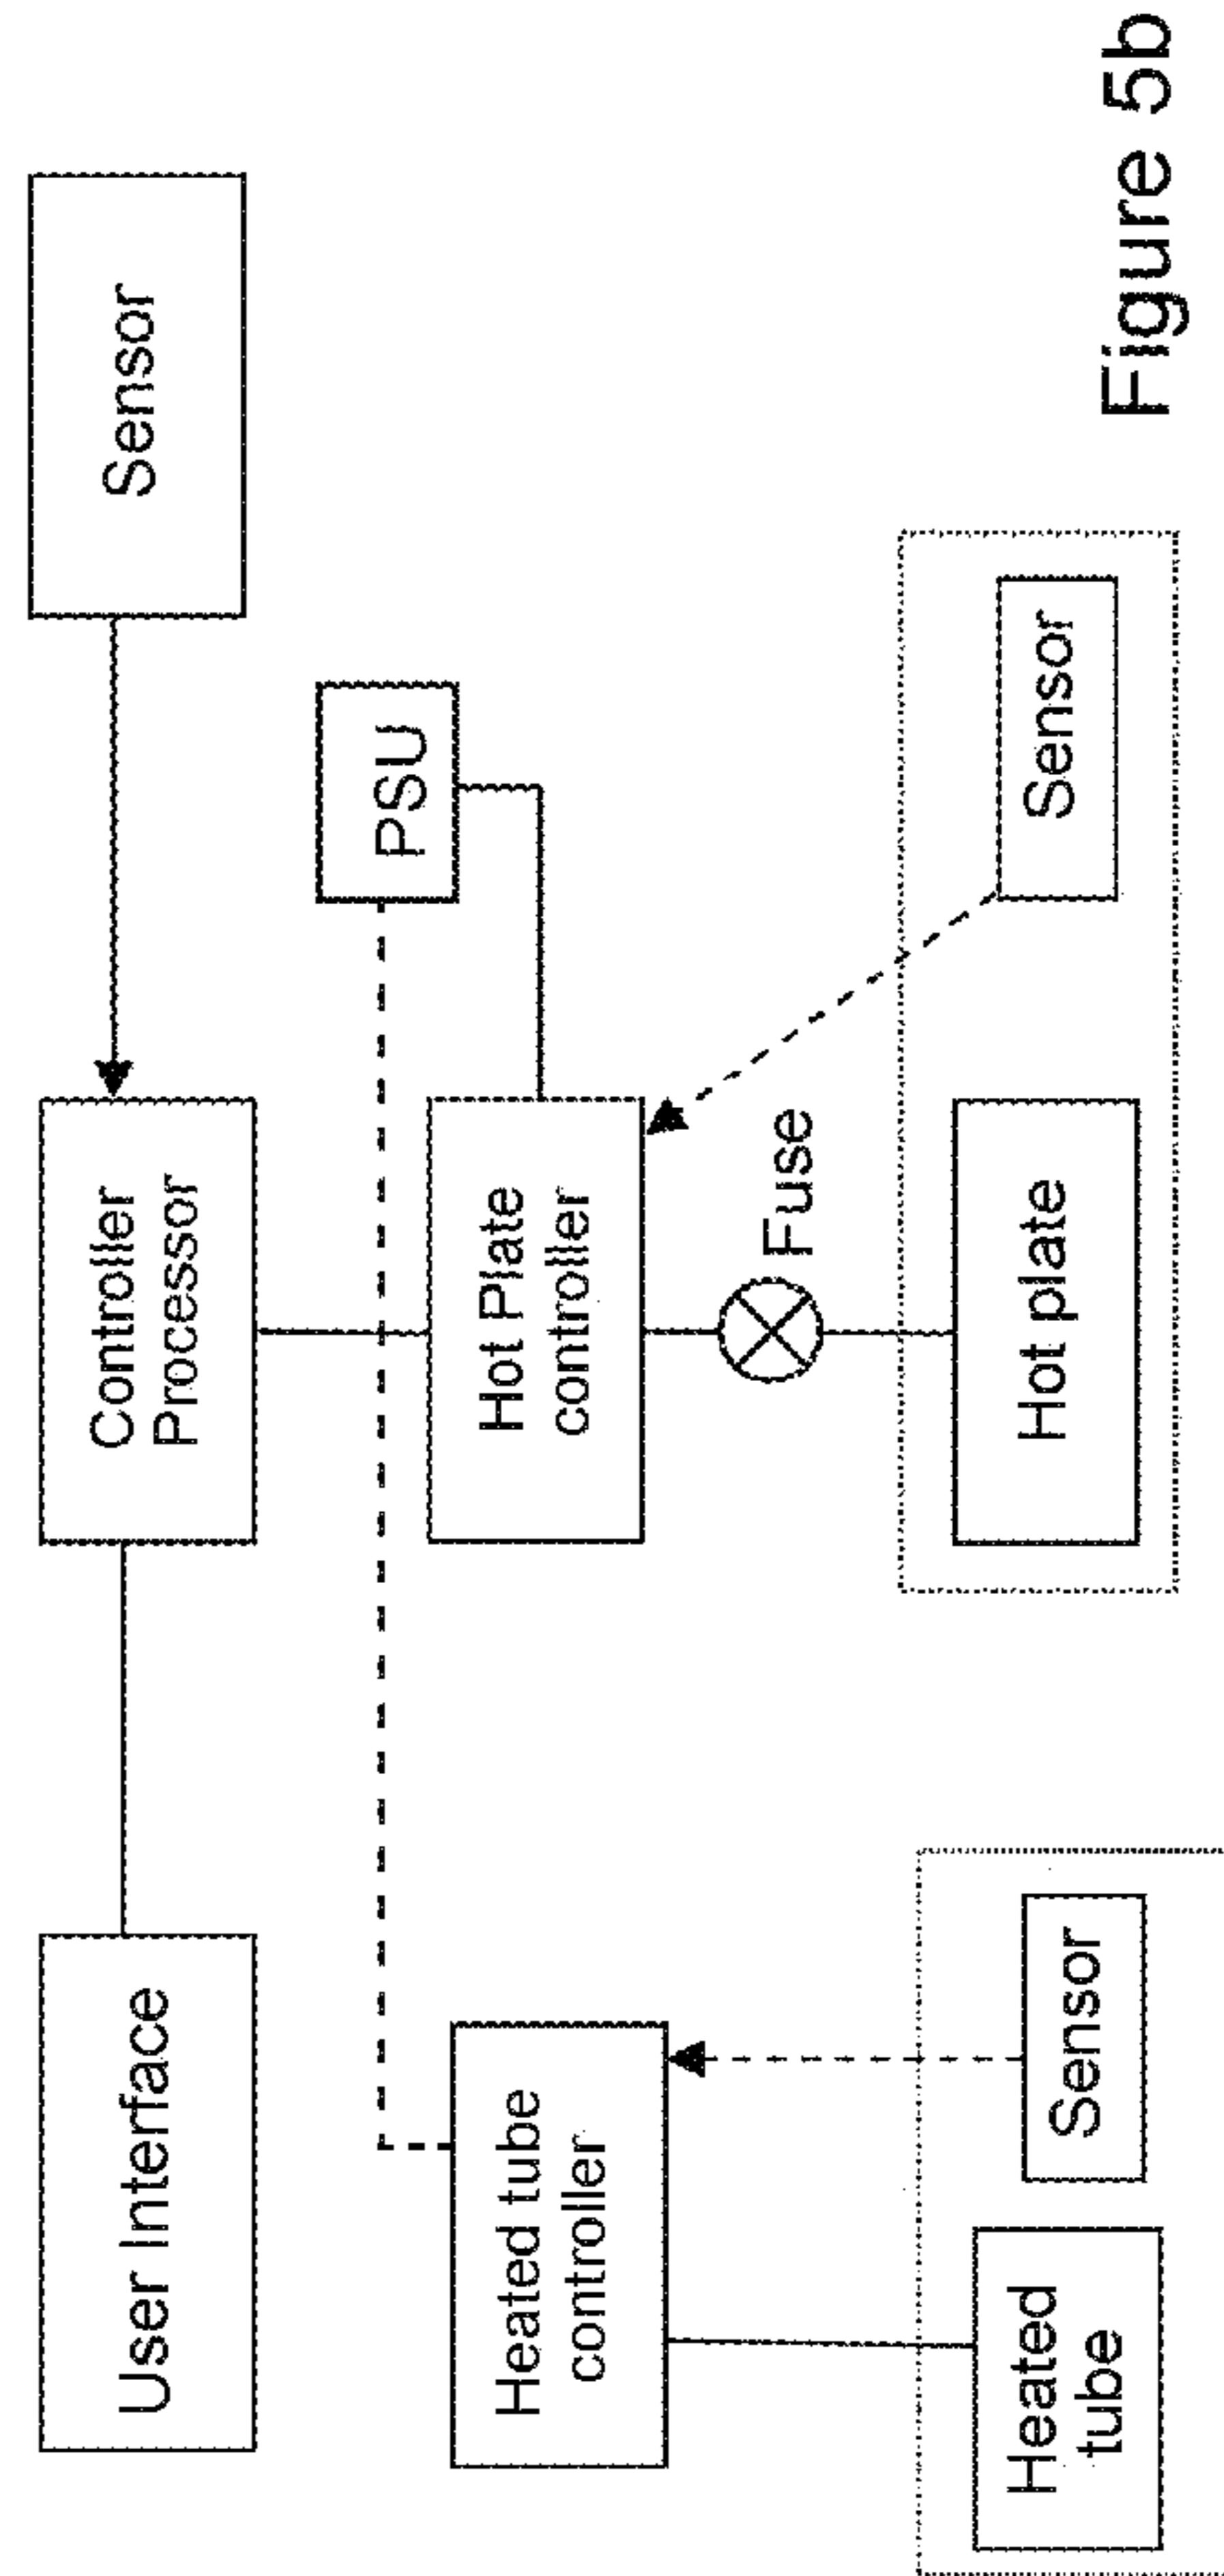 User Interface
Controller
Processor
Sensor
PSU
Heated tube
controller
Hot Plate
controller
Fuse
Heated
tube
Sensor
Hot plate
Sensor
Figure 5b